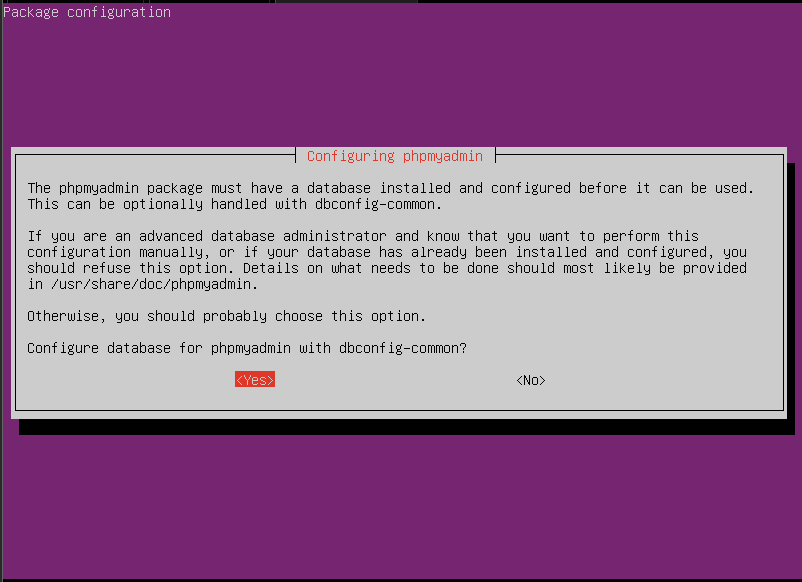 Package configuration
Configuring phpmyadmin
The phpmyadmin package must have a database installed and configured before it can be used.
This can be optionally handled with dbconfig-common.
If you are an advanced database administrator and know that you want to perform this
configuration manually, or if your database has already been installed and configured, you
should refuse this option. Details on what needs to be done should most likely be provided
in /usr/share/doc/phpmyadmin.
Otherwise, you should probably choose this option.
Configure database for phpmyadmin with dbconfig-common?
<Yes> <No>